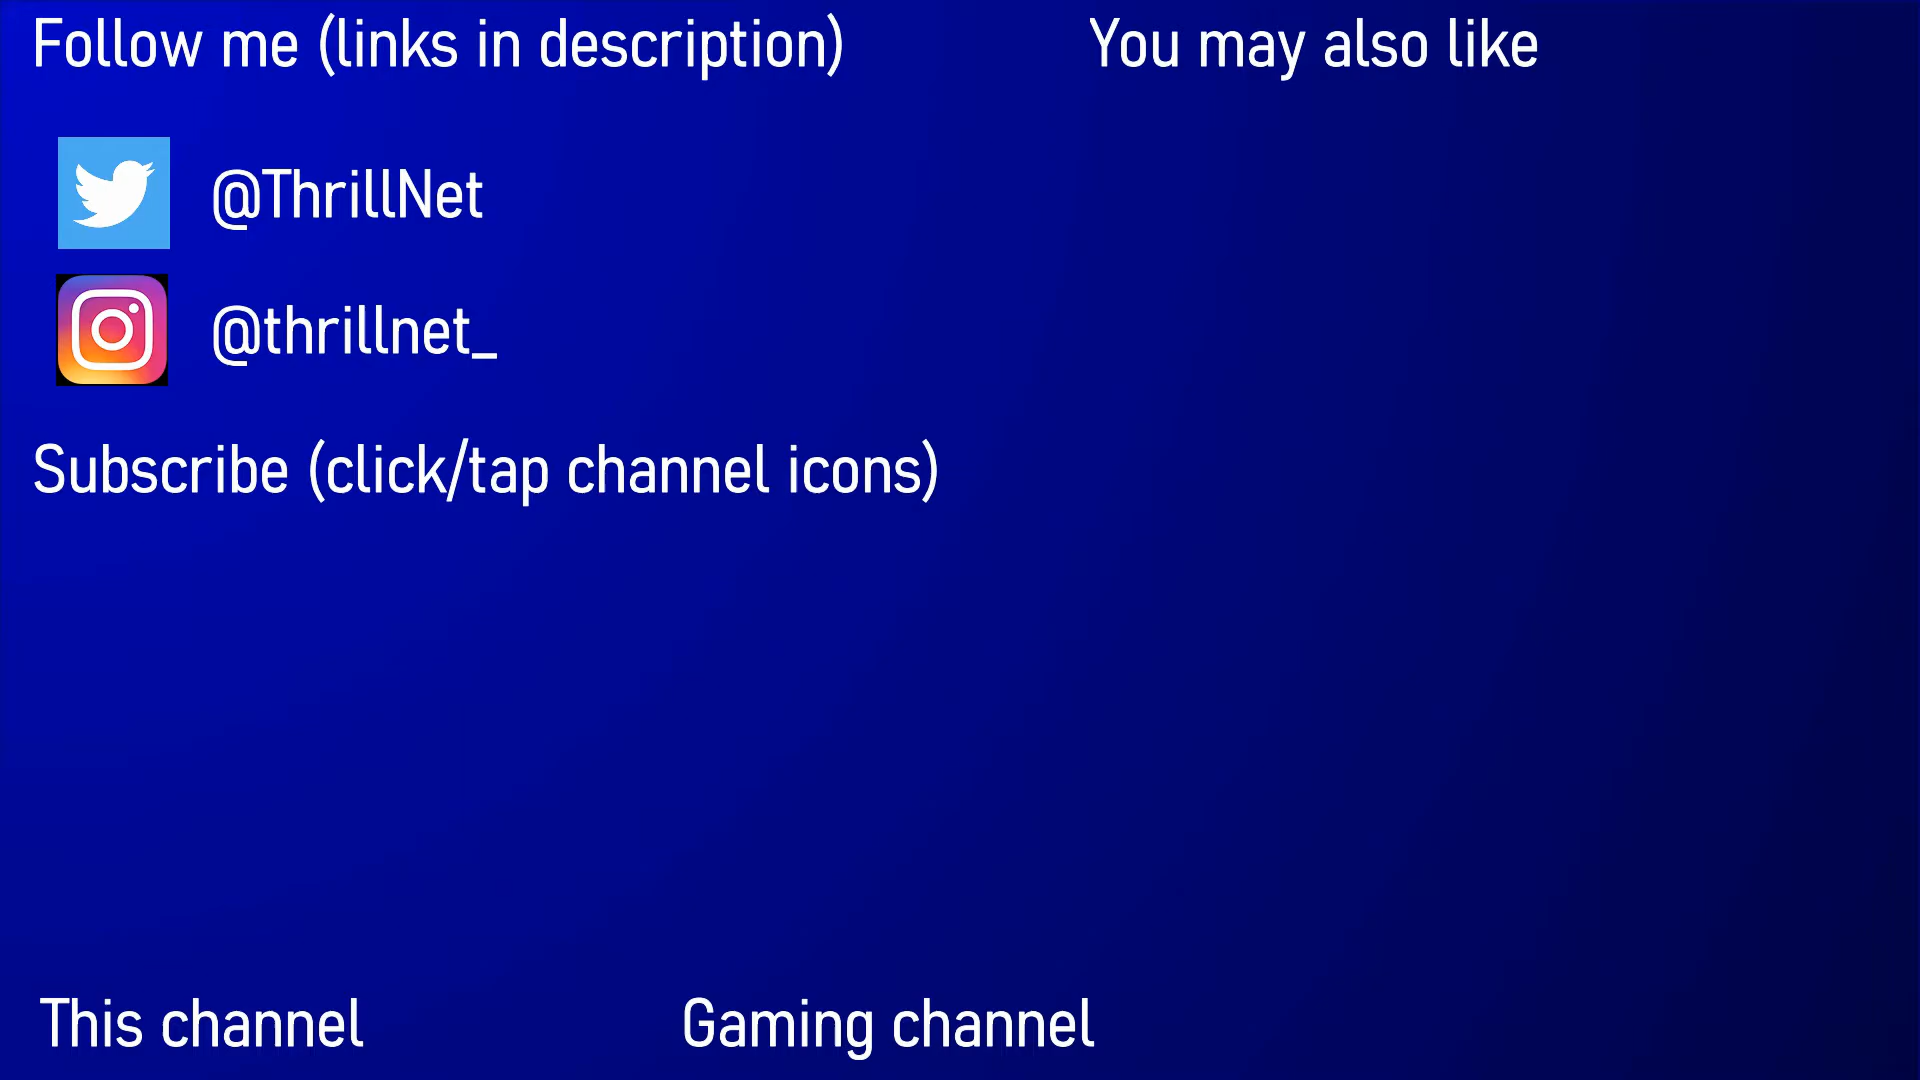 Follow me (links in description)
You may also like
@ThrillNet
@thrillnet_
Subscribe (click/tap channel icons)
This channel
Gaming channel